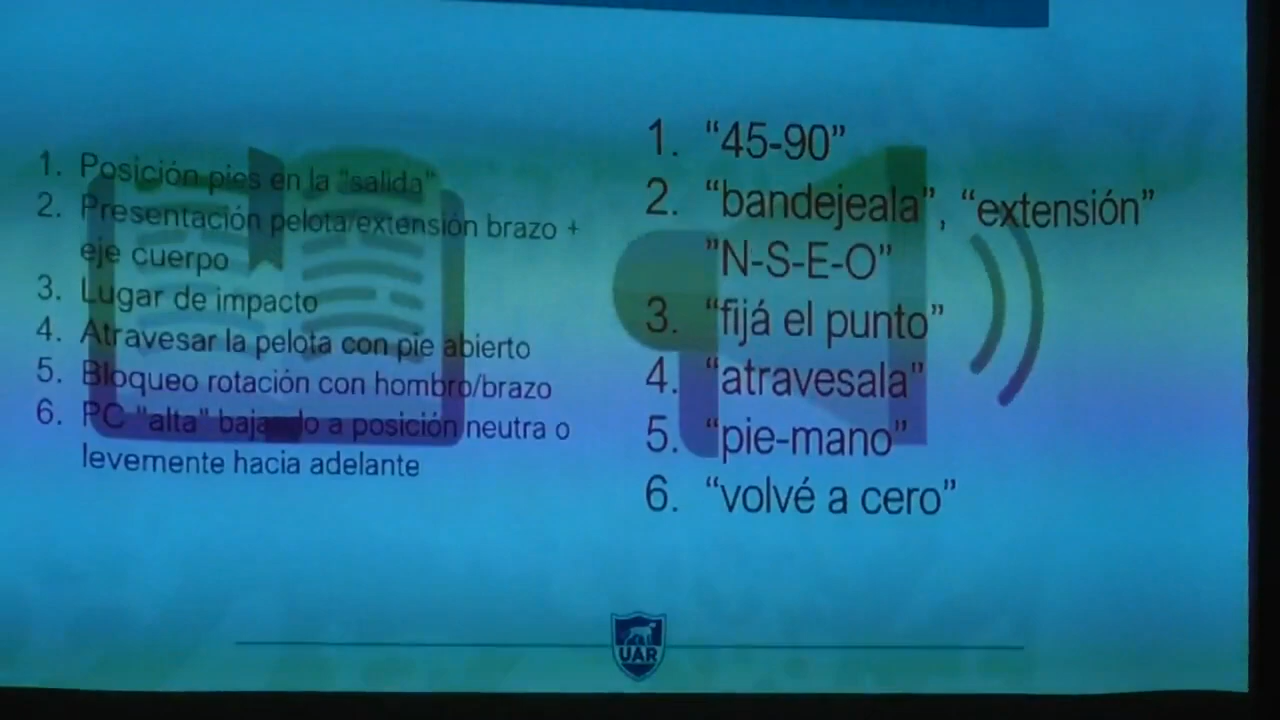 1. Posición pies en la "salida"
2. Presentación pelota/extensión brazo +
eje cuerpo
3. Lugar de impacto
4. Atravesar la pelota con pie abierto
5. Bloqueo rotación con hombro/brazo
6. PC "alta" bajando a posición neutra o
levemente hacia adelante
1. “45-90”
2. “bandejeala”, “extensión”
”N-S-E-O”
3. “fijá el punto”
4. “atravesala”
5. “pie-mano”
6. “volvé a cero”
UAR